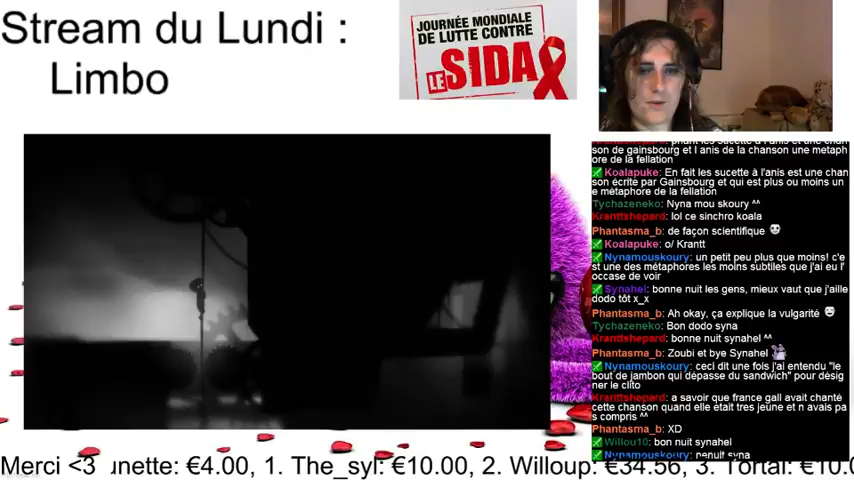 Stream du Lundi :
Limbo
JOURNÉE MONDIALE
DE LUTTE CONTRE
LE SIDA
son de gainsbourg et l anis de la chanson une metaph
ore de la fellation
Koalapuke: En fait les sucette à l'anis est une chan
son écrite par Gainsbourg et qui est plus ou moins un
e métaphore de la fellation
Tychazeneko: Nyna mou skoury ^^
Kranttshepard: lol ce sinchro koala
Phantasma_b: de façon scientifique
Koalapuke: o/ Krantt
Nynamouskoury: un petit peu plus que moins! c'e
st une des métaphores les moins subtiles que j'ai eu l'
occase de voir
Synahel: bonne nuit les gens, mieux vaut que j'aille
dodo tôt x_x
Phantasma_b: Ah okay, ça explique la vulgarité
Tychazeneko: Bon dodo syna
Kranttshepard: bonne nuit synahel ^^
Phantasma_b: Zoubi et bye Synahel
Nynamouskoury: ceci dit une fois j'ai entendu "le
bout de jambon qui dépasse du sandwich" pour désig
ner le clito
Kranttshepard: a savoir que france gall avait chanté
cette chanson quand elle était tres jeune et n avais pa
s compris ^^
Phantasma_b: XD
Willou10: bon nuit synahel
Nynamouskoury: nenuit syna
Merci <3 unette: €4.00, 1. The_syl: €10.00, 2. Willoup: €34.56, 3. Tortal: €10.0